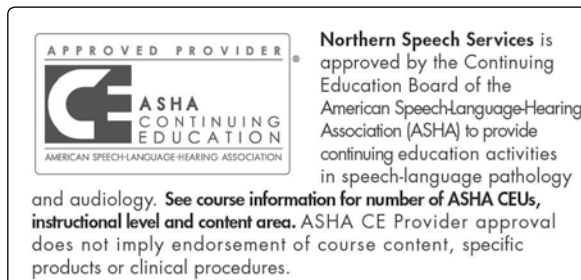 APPROVED PROVIDER
®
CE
ASHA
CONTINUING
EDUCATION
AMERICAN SPEECH-LANGUAGE-HEARING ASSOCIATION
Northern Speech Services is
approved by the Continuing
Education Board of the
American Speech-Language-Hearing
Association (ASHA) to provide
continuing education activities
in speech-language pathology
and audiology. See course information for number of ASHA CEUs,
instructional level and content area. ASHA CE Provider approval
does not imply endorsement of course content, specific
products or clinical procedures.